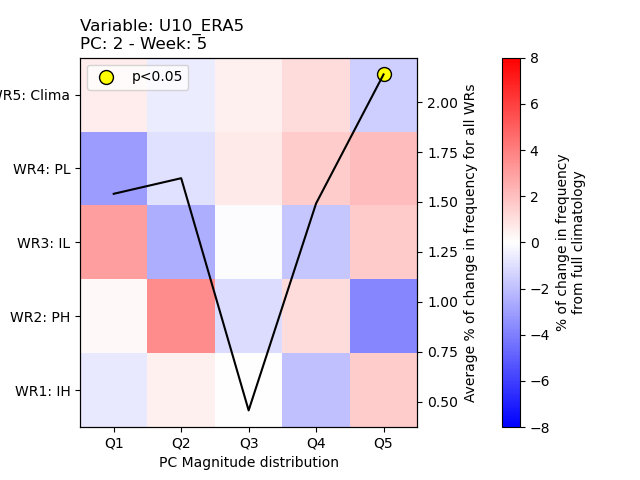 Variable: U10_ERA5
PC: 2 - Week: 5
p<0.05
WR5: Clima
WR4: PL
WR3: IL
WR2: PH
WR1: IH
Q1 Q2 Q3 Q4 Q5
PC Magnitude distribution
2.00
1.75
1.50
1.25
1.00
0.75
0.50
Average % of change in frequency for all WRs
8
6
4
2
0
−2
−4
−6
−8
% of change in frequency
from full climatology